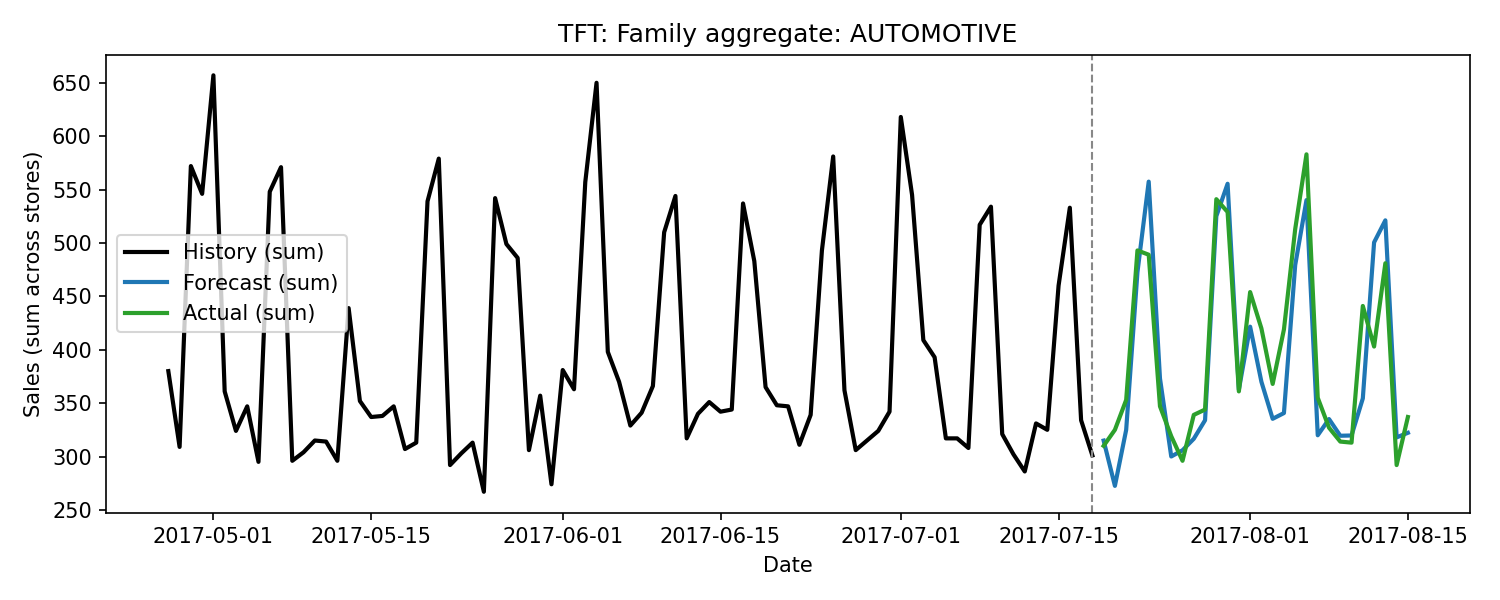 TFT: Family aggregate: AUTOMOTIVE
Sales (sum across stores)
650
600
550
500
450
400
350
300
250
History (sum)
Forecast (sum)
Actual (sum)
2017-05-01 2017-05-15 2017-06-01 2017-06-15 2017-07-01 2017-07-15 2017-08-01 2017-08-15
Date